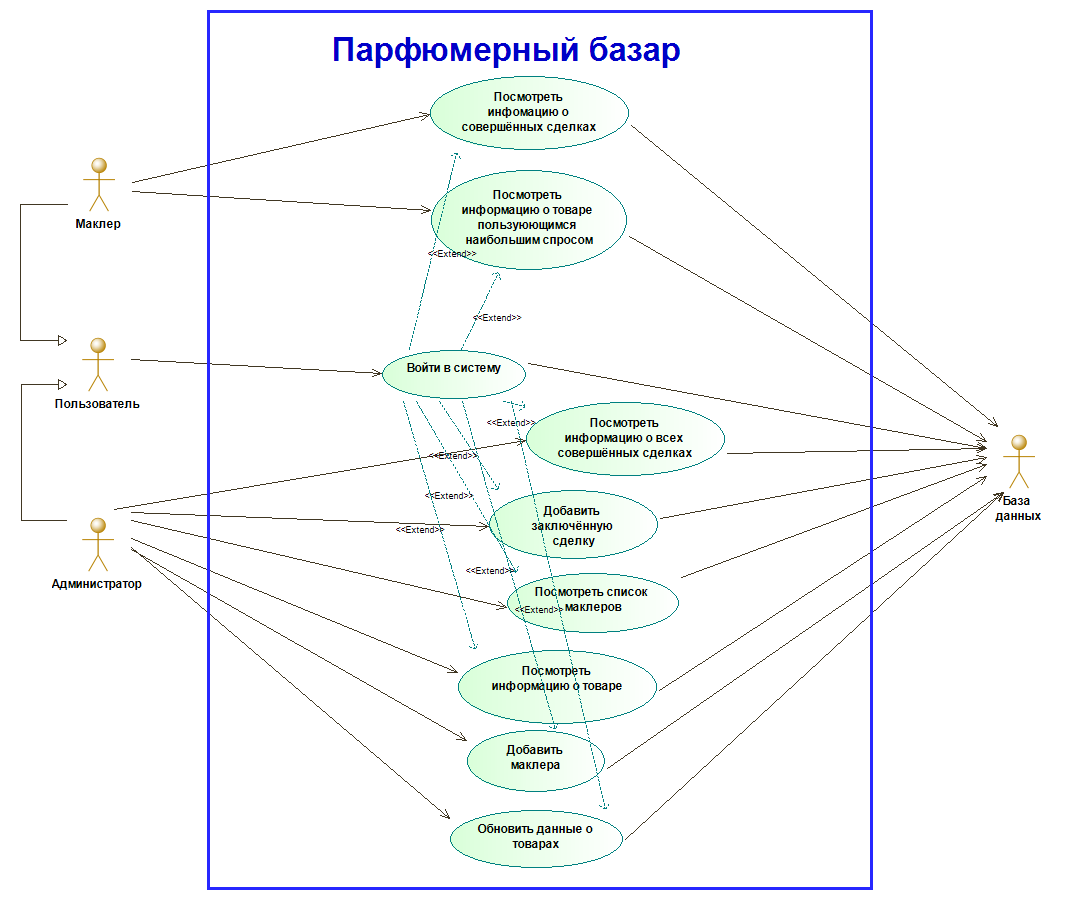 Парфюмерный базар
Посмотреть
инфомацию о
совершённых сделках
Маклер
Посмотреть
информацию о товаре
пользуюющимся
наибольшим спросом
<<Extend>>
<<Extend>>
Войти в систему
Пользователь
<<Extend>>
Посмотреть
информацию о всех
совершённых сделках
<<Extend>>
<<Extend>>
База
данных
Добавить
заключённую
сделку
<<Extend>>
<<Extend>>
Администратор
Посмотреть список
маклеров
<<Extend>>
Посмотреть
информацию о товаре
Добавить
маклера
Обновить данные о
товарах